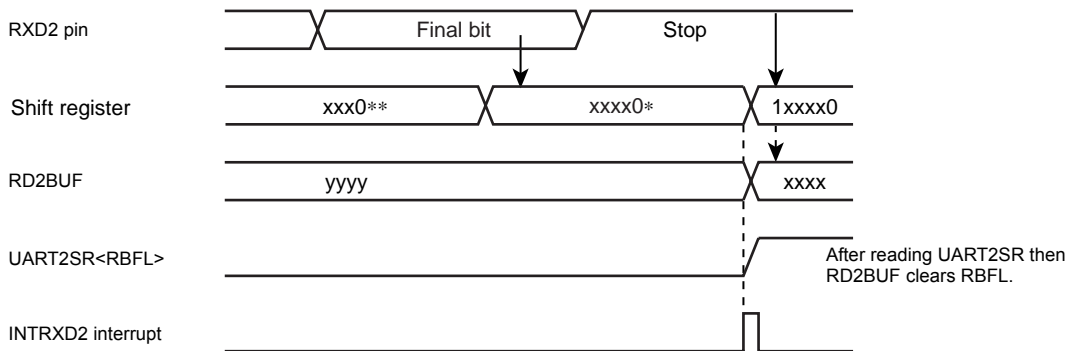 RXD2 pin Final bit Stop
Shift register xxx0** xxxx0* 1xxxx0
RD2BUF yyyy xxxx
UART2SR<RBFL> After reading UART2SR then
RD2BUF clears RBFL.
INTRXD2 interrupt